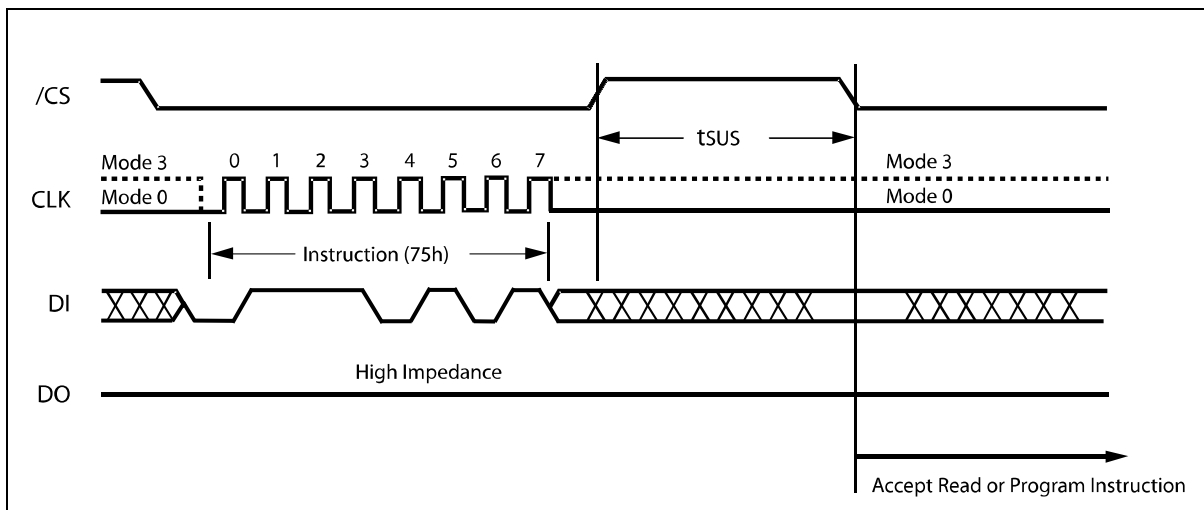 /CS
tSUS
Mode 3
0 1 2 3 4 5 6 7
Mode 3
CLK
Mode 0
Mode 0
Instruction (75h)
DI
High Impedance
DO
Accept Read or Program Instruction